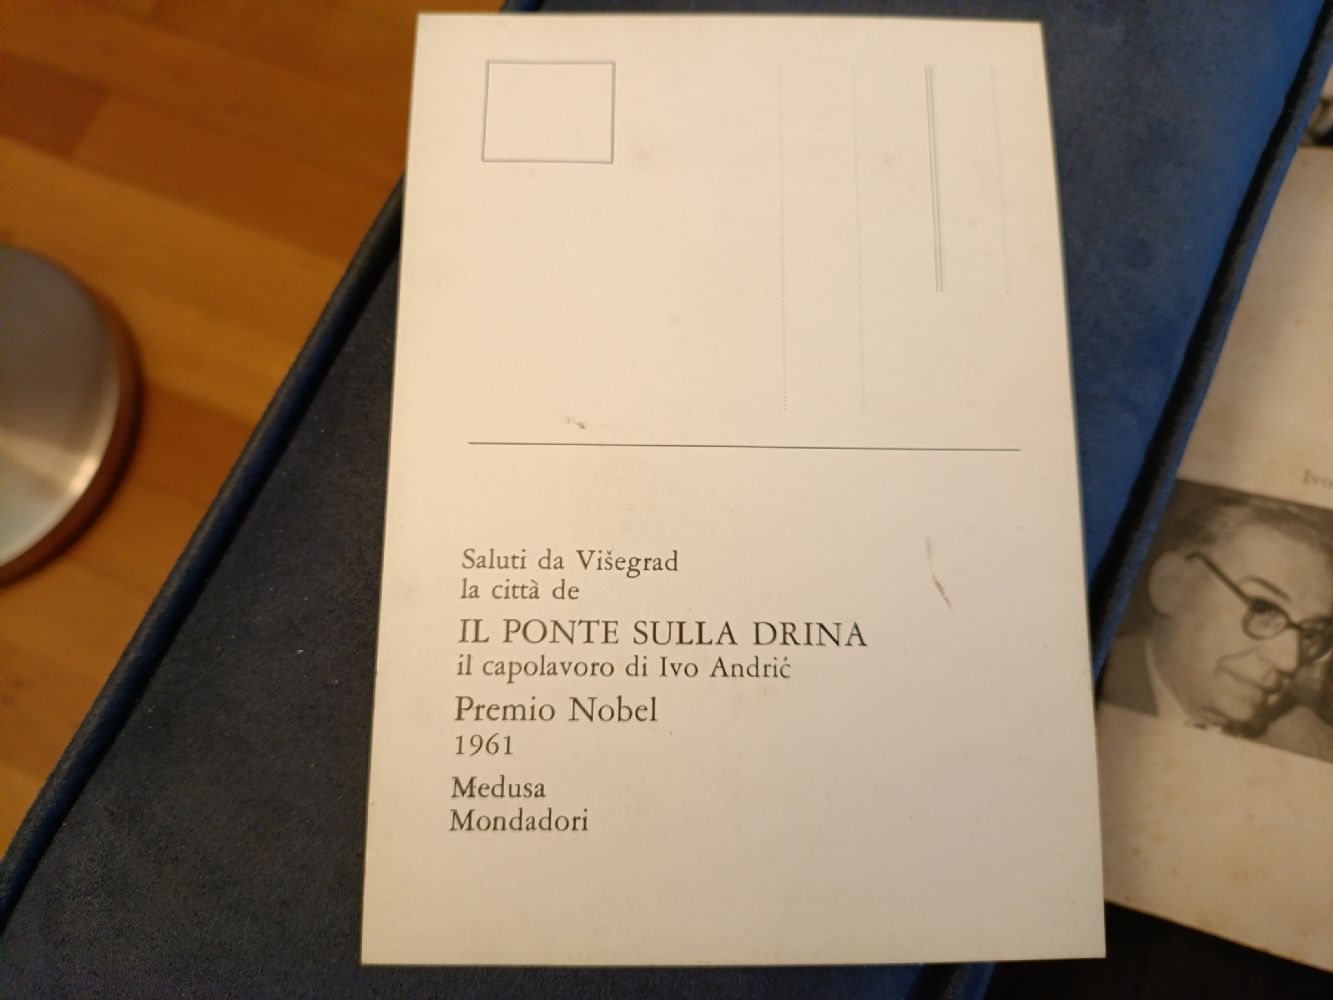 Saluti da Višegrad
la città de
IL PONTE SULLA DRINA
il capolavoro di Ivo Andrić
Premio Nobel
1961
Medusa
Mondadori
Ivo